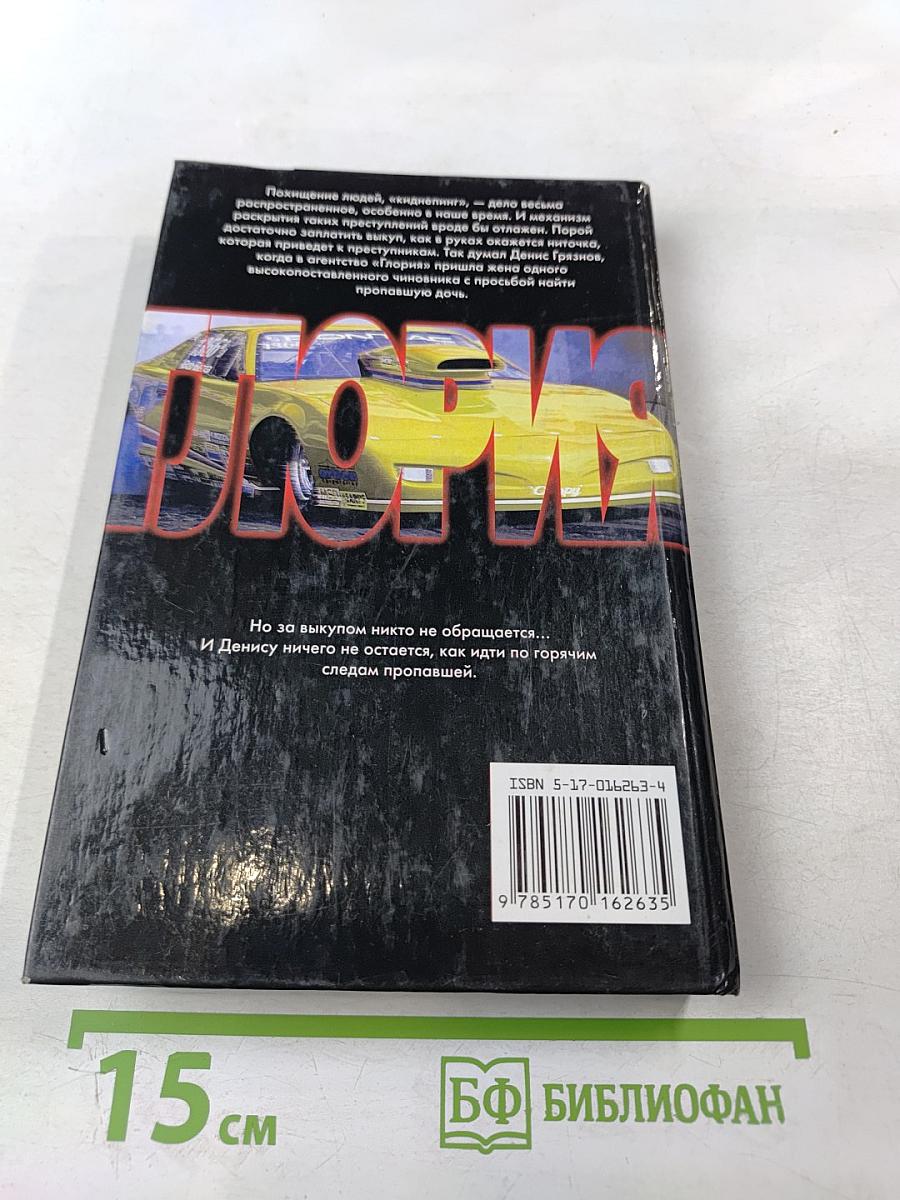 Похищение людей, «киднепинг», — дело весьма
распространенное, особенно в наше время. И механизм
раскрытия таких преступлений вроде бы отлажен. Порой
достаточно заплатить выкуп, как в руках окажется ниточка,
которая приведет к преступникам. Так думал Денис Грязнов,
когда в агентство «Глория» пришла жена одного
высокопоставленного чиновника с просьбой найти
пропавшую дочь.
ГЛОРИЯ
Но за выкупом никто не обращается...
И Денису ничего не остается, как идти по горячим
следам пропавшей.
ISBN 5-17-016263-4
9 785170 162635
15 см
БФ БИБЛИОФАН